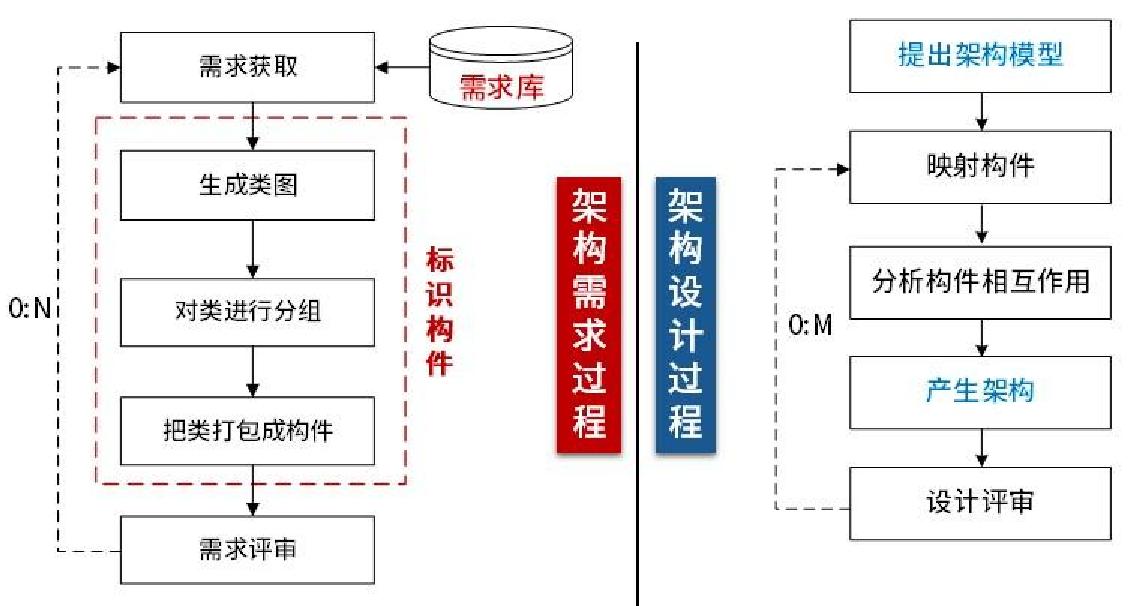 需求获取
需求库
生成类图
对类进行分组
把类打包成构件
需求评审
标识构件
0:N
架构需求过程
架构设计过程
提出架构模型
映射构件
分析构件相互作用
产生架构
设计评审
0:M